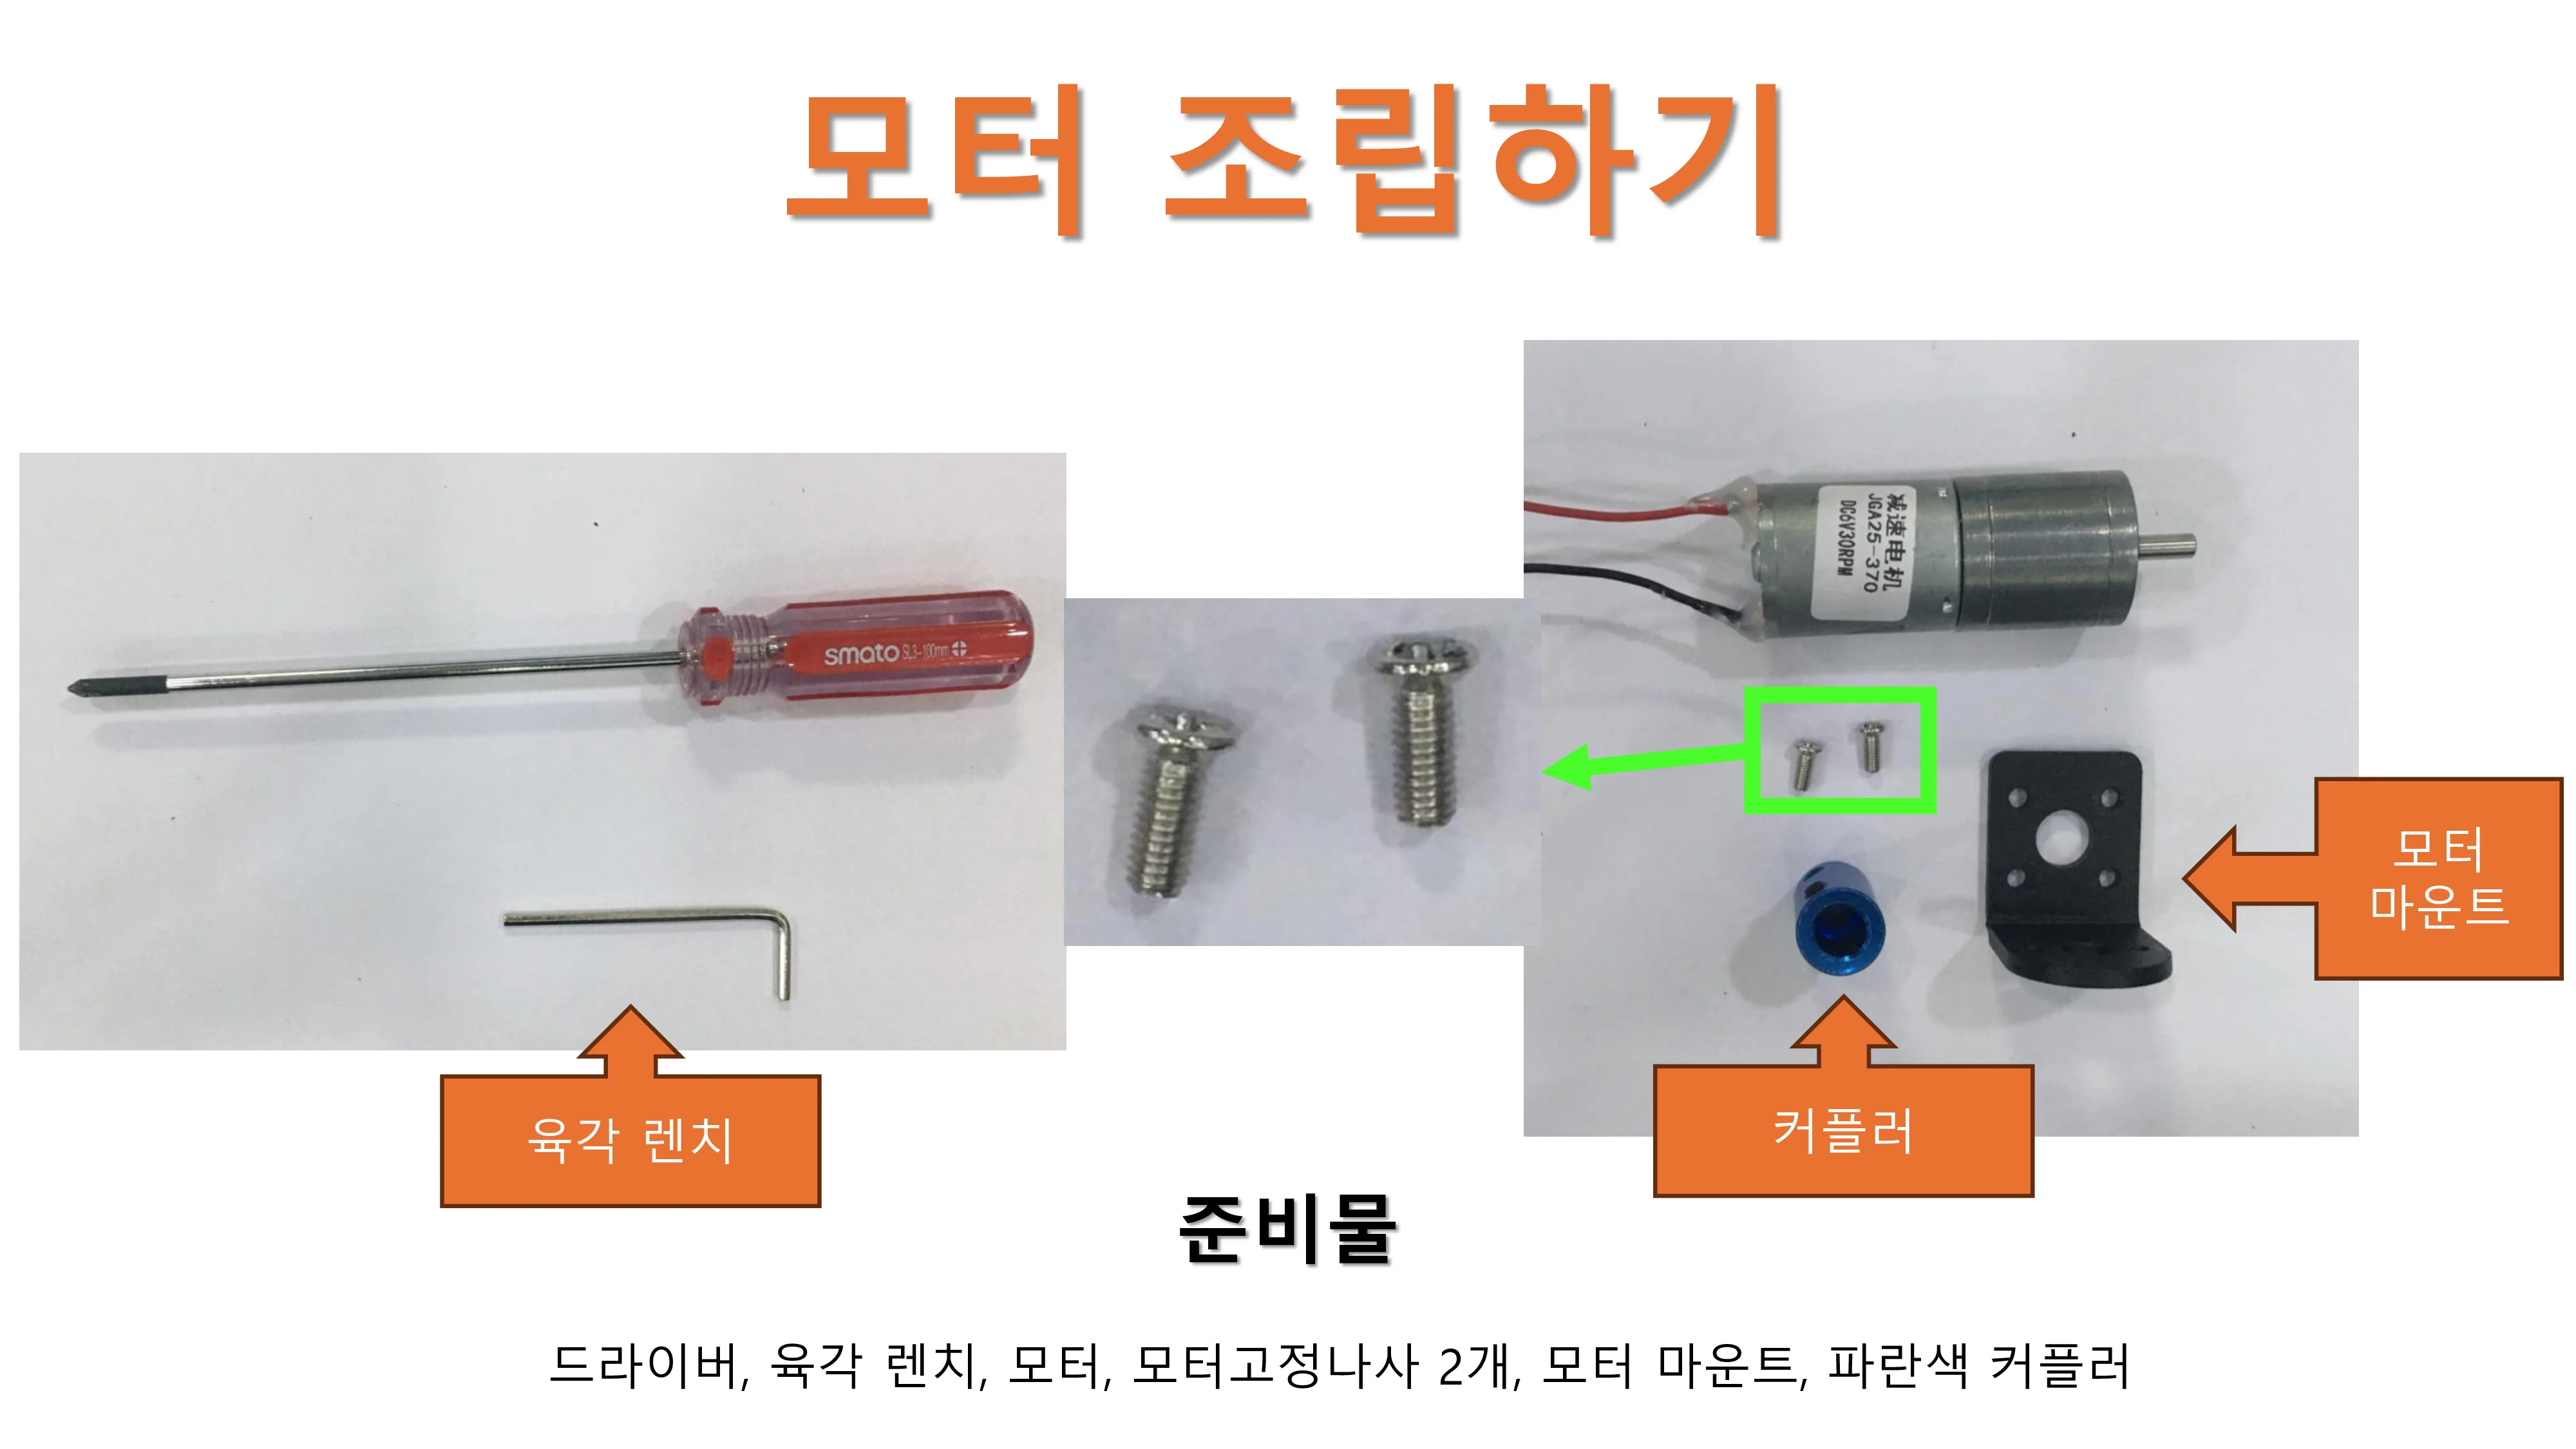 모터 조립하기
smato SL3-100mm
减速电机
JGA25-370
DC6V30RPM
모터
마운트
육각 렌치
커플러
준비물
드라이버, 육각 렌치, 모터, 모터고정나사 2개, 모터 마운트, 파란색 커플러